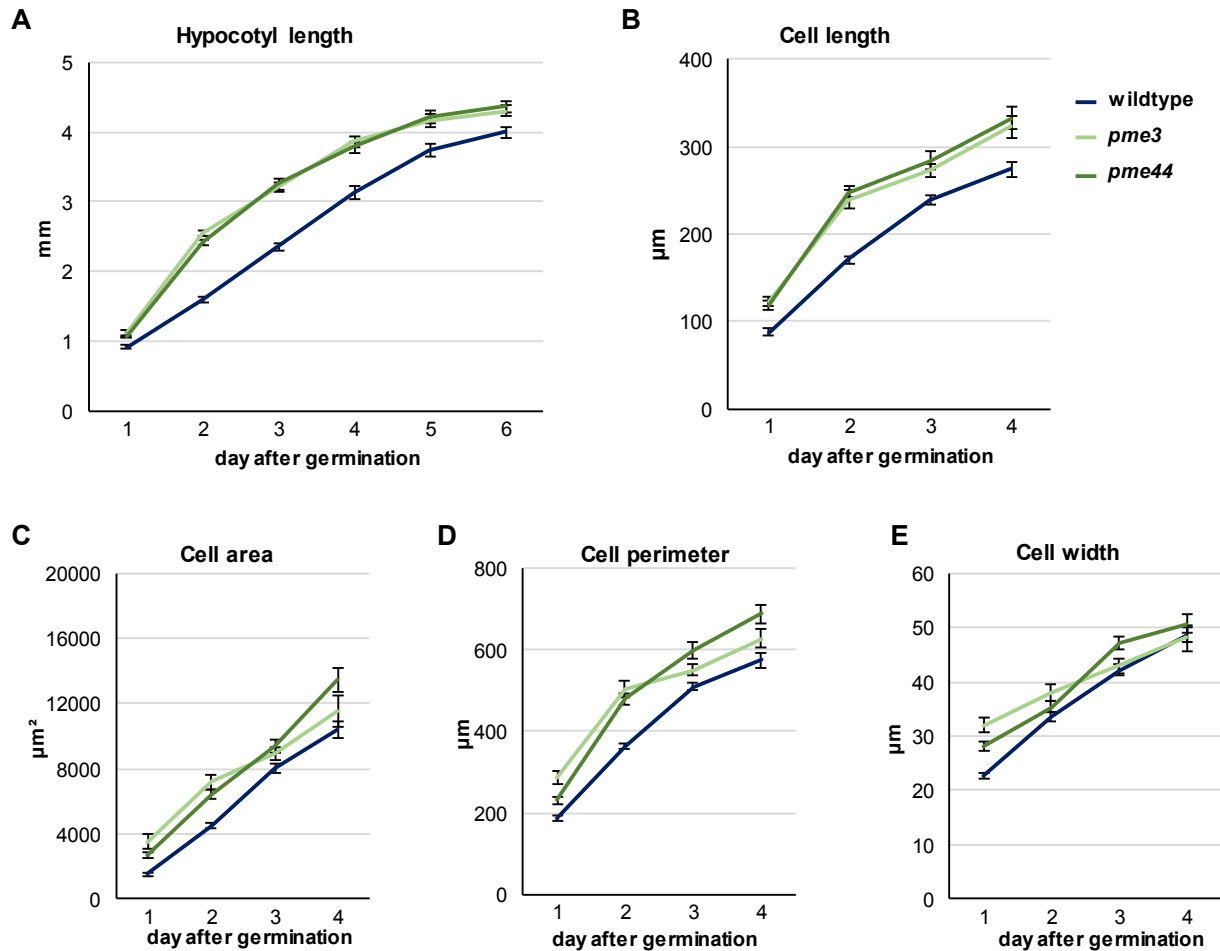 A
Hypocotyl length
5
4
3
2
1
0
mm
1 2 3 4 5 6
day after germination
B
Cell length
400
300
200
100
0
µm
1 2 3 4
day after germination
wildtype
pme3
pme44
C
Cell area
20000
16000
12000
8000
4000
0
µm²
1 2 3 4
day after germination
D
Cell perimeter
800
600
400
200
0
µm
1 2 3 4
day after germination
E
Cell width
60
50
40
30
20
10
0
µm
1 2 3 4
day after germination